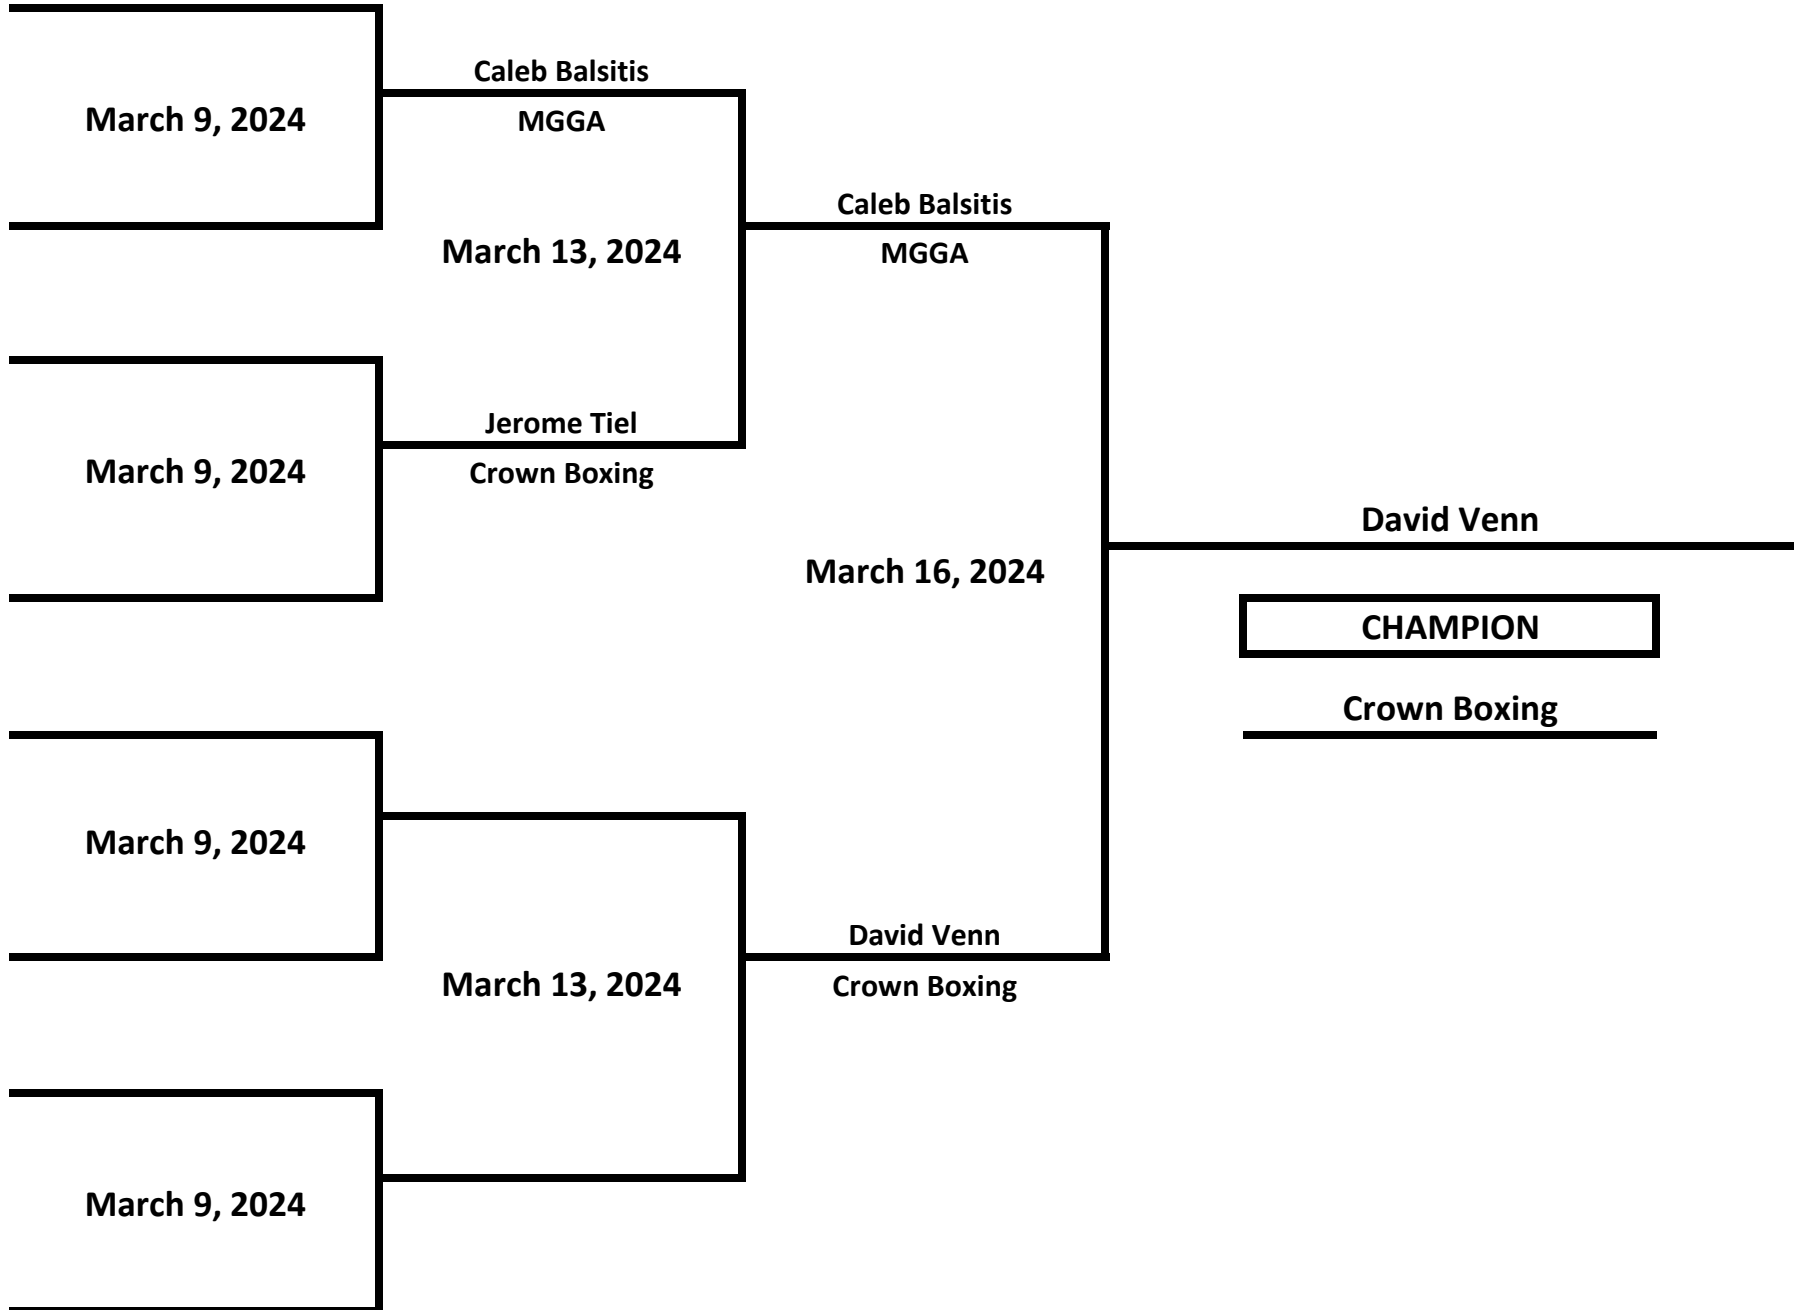 Caleb Balsitis
March 9, 2024
MGGA
Caleb Balsitis
March 13, 2024
MGGA
Jerome Tiel
March 9, 2024
Crown Boxing
David Venn
March 16, 2024
CHAMPION
Crown Boxing
March 9, 2024
David Venn
March 13, 2024
Crown Boxing
March 9, 2024